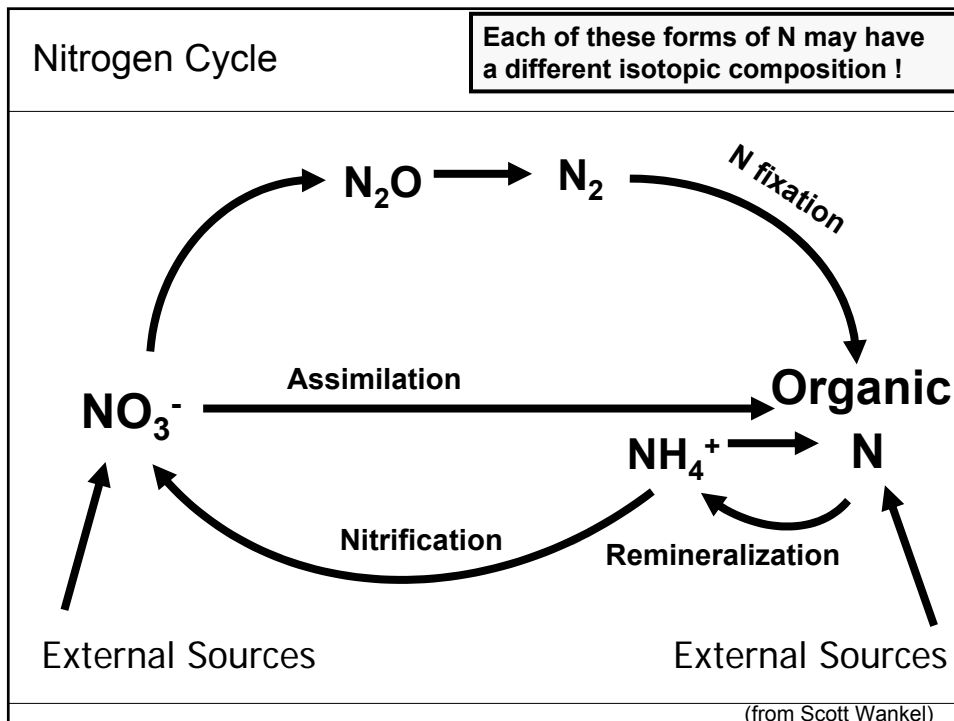 Nitrogen Cycle
Each of these forms of N may have
a different isotopic composition !
N₂O
N₂
N fixation
Assimilation
Organic
N
NO₃⁻
NH₄⁺
Nitrification
Remineralization
External Sources
External Sources
(from Scott Wankel)